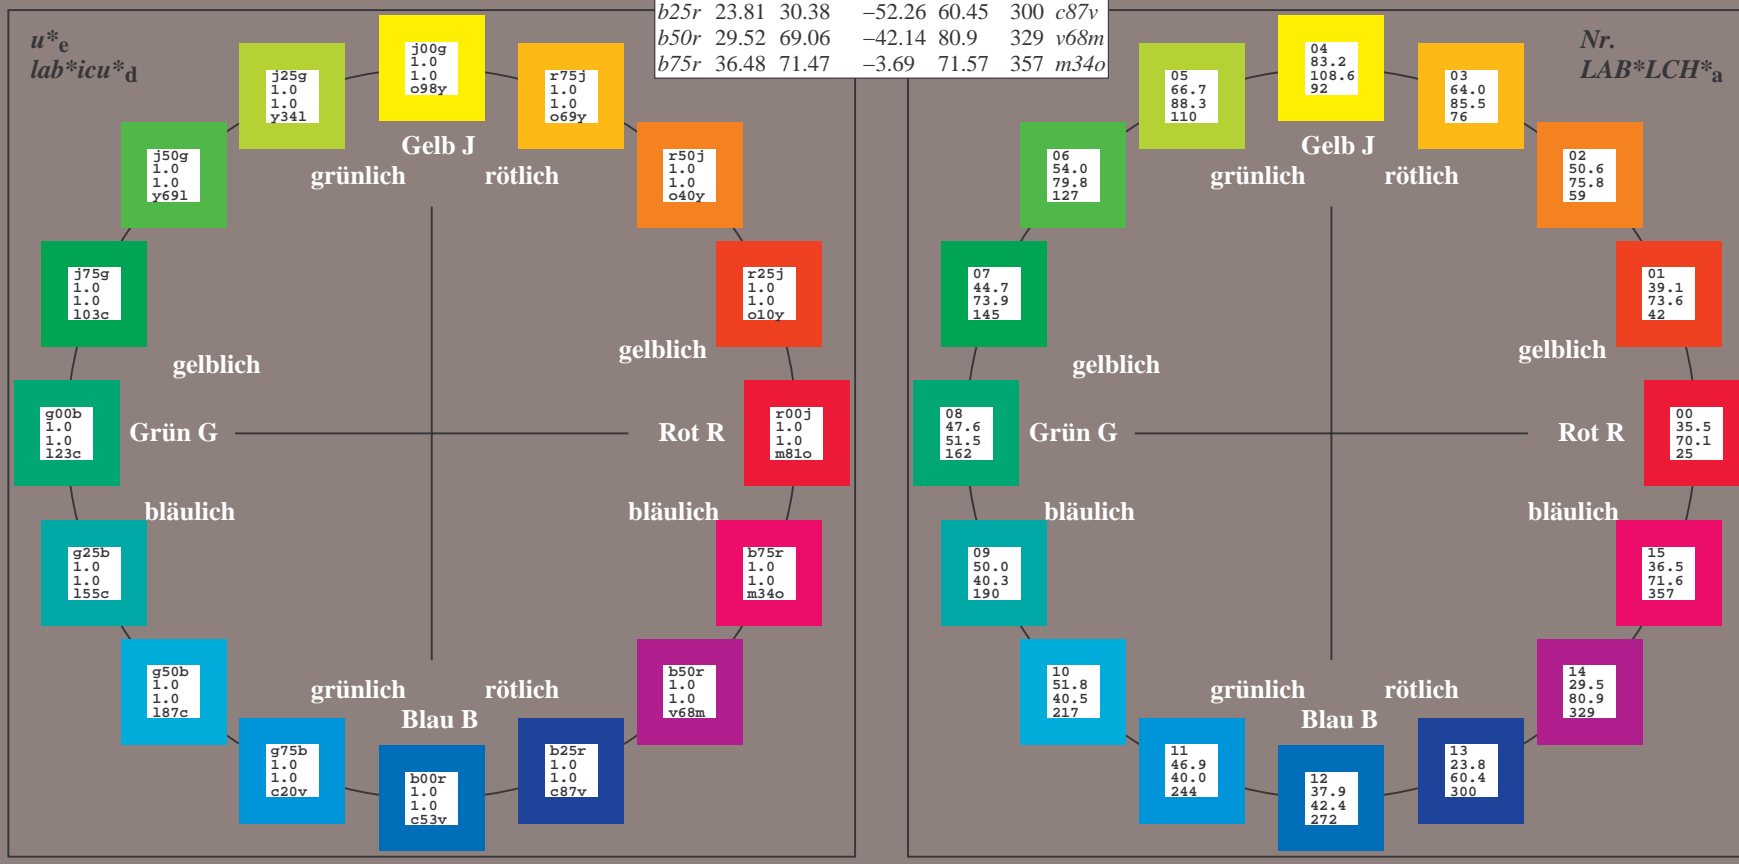 b25r 23.81 30.38 −52.26 60.45 300 c87v
b50r 29.52 69.06 −42.14 80.9 329 v68m
b75r 36.48 71.47 −3.69 71.57 357 m34o
u*e
lab*icu*d
j00g
1.0
1.0
o98y
r75j
1.0
1.0
o69y
r50j
1.0
1.0
o40y
r25j
1.0
1.0
o10y
r00j
1.0
1.0
m81o
b75r
1.0
1.0
m34o
b50r
1.0
1.0
v68m
b25r
1.0
1.0
c87v
b00r
1.0
1.0
c53v
g75b
1.0
1.0
c20v
g50b
1.0
1.0
l87c
g25b
1.0
1.0
l55c
g00b
1.0
1.0
l23c
j75g
1.0
1.0
l03c
j50g
1.0
1.0
y69l
j25g
1.0
1.0
y34l
Gelb J
grünlich rötlich
gelblich
gelblich
Grün G
Rot R
bläulich
bläulich
grünlich rötlich
Blau B
Nr.
LAB*LCH*a
04
83.2
108.6
92
03
64.0
85.5
76
02
50.6
75.8
59
01
39.1
73.6
42
00
35.5
70.1
25
15
36.5
71.6
357
14
29.5
80.9
329
13
23.8
60.4
300
12
37.9
42.4
272
11
46.9
40.0
244
10
51.8
40.5
217
09
50.0
40.3
190
08
47.6
51.5
162
07
44.7
73.9
145
06
54.0
79.8
127
05
66.7
88.3
110
Gelb J
grünlich rötlich
gelblich
gelblich
Grün G
Rot R
bläulich
bläulich
grünlich rötlich
Blau B